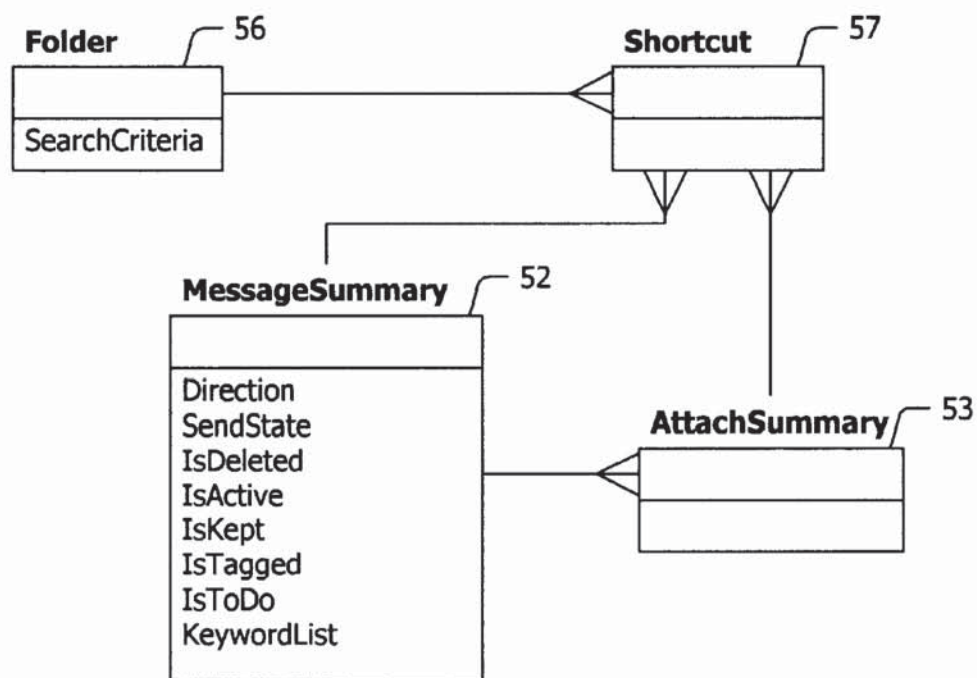 Folder 56
SearchCriteria
Shortcut 57
MessageSummary 52
Direction
SendState
IsDeleted
IsActive
IsKept
IsTagged
IsToDo
KeywordList
AttachSummary 53